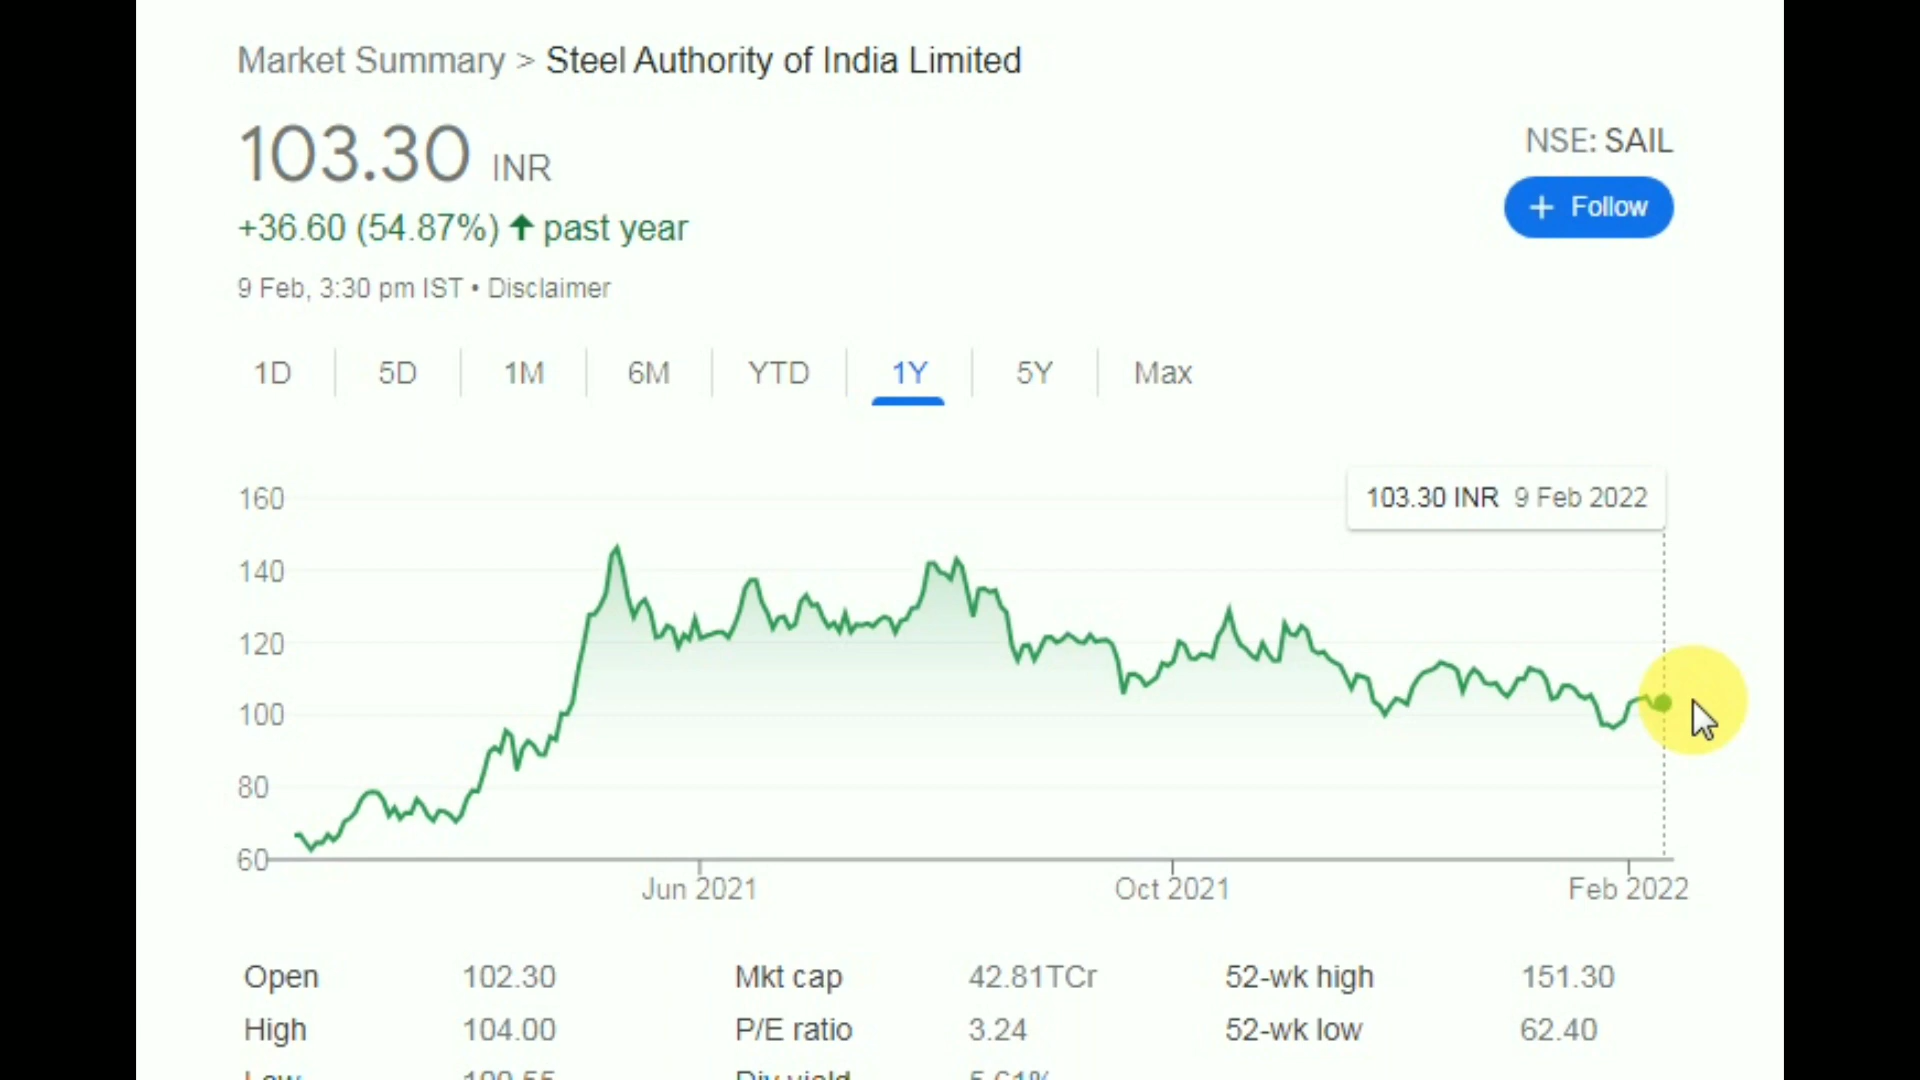 Market Summary > Steel Authority of India Limited
103.30 INR
NSE: SAIL
+ Follow
+36.60 (54.87%) ↑ past year
9 Feb, 3:30 pm IST • Disclaimer
1D 5D 1M 6M YTD 1Y 5Y Max
103.30 INR 9 Feb 2022
160
140
120
100
80
60
Jun 2021 Oct 2021 Feb 2022
Open 102.30 Mkt cap 42.81TCr 52-wk high 151.30
High 104.00 P/E ratio 3.24 52-wk low 62.40
Low Div yield